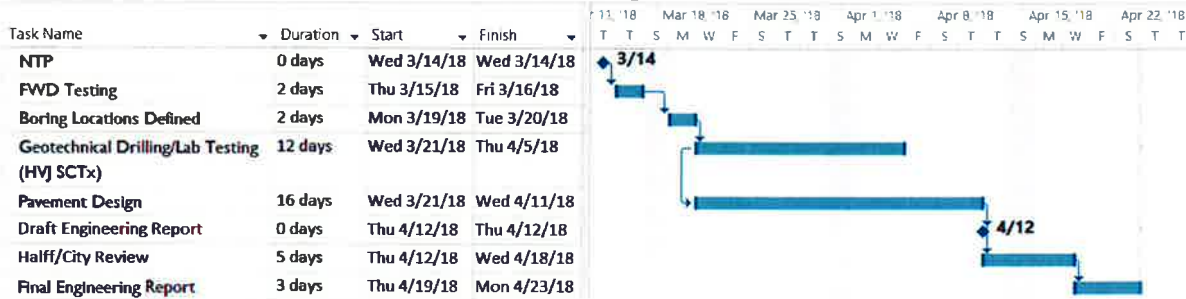 r 11, '18 Mar 18, '18 Mar 25, '18 Apr 1, '18 Apr 8, '18 Apr 15, '18 Apr 22, '18
Task Name Duration Start Finish T T S M W F S T T S M W F S T T S M W F S T T
NTP 0 days Wed 3/14/18 Wed 3/14/18 3/14
FWD Testing 2 days Thu 3/15/18 Fri 3/16/18
Boring Locations Defined 2 days Mon 3/19/18 Tue 3/20/18
Geotechnical Drilling/Lab Testing 12 days Wed 3/21/18 Thu 4/5/18
(HVJ SCTx)
Pavement Design 16 days Wed 3/21/18 Wed 4/11/18
Draft Engineering Report 0 days Thu 4/12/18 Thu 4/12/18 4/12
Halff/City Review 5 days Thu 4/12/18 Wed 4/18/18
Final Engineering Report 3 days Thu 4/19/18 Mon 4/23/18